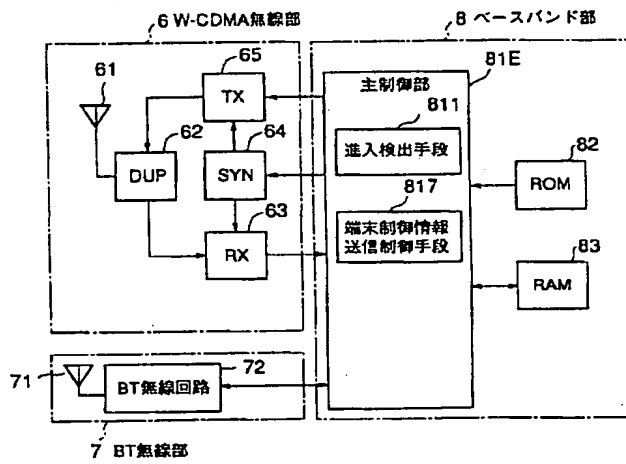 6 W-CDMA無線部
8 ベースバンド部
61
65
TX
81E
主制御部
811
進入検出手段
62
DUP
64
SYN
82
ROM
817
端末制御情報
送信制御手段
63
RX
83
RAM
71
72
BT無線回路
7 BT無線部